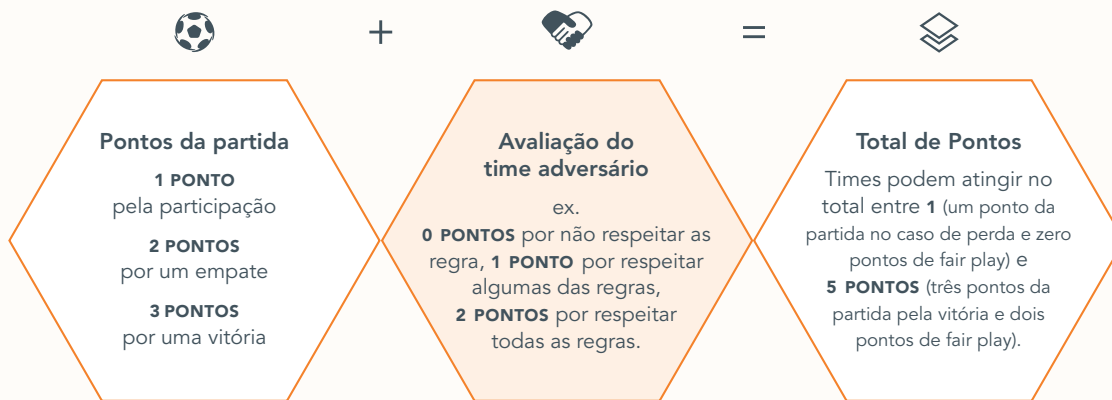 +
=
Pontos da partida
1 PONTO
pela participação
2 PONTOS
por um empate
3 PONTOS
por uma vitória
Avaliação do
time adversário
ex.
0 PONTOS por não respeitar as
regra, 1 PONTO por respeitar
algumas das regras,
2 PONTOS por respeitar
todas as regras.
Total de Pontos
Times podem atingir no
total entre 1 (um ponto da
partida no caso de perda e zero
pontos de fair play) e
5 PONTOS (três pontos da
partida pela vitória e dois
pontos de fair play).